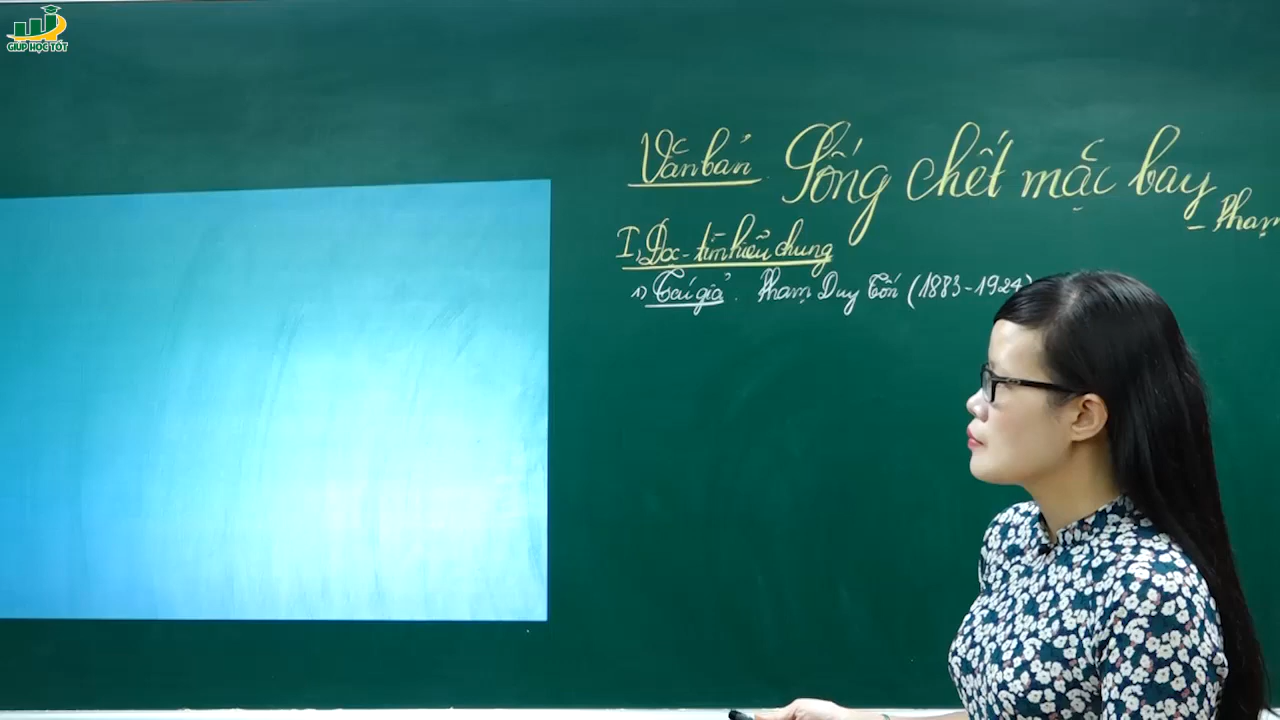 GIÚP HỌC TỐT
Văn bản Sống chết mặc bay
- Phạm
I, Đọc - tìm hiểu chung
1) Tác giả. Phạm Duy Tốn (1883-1924)